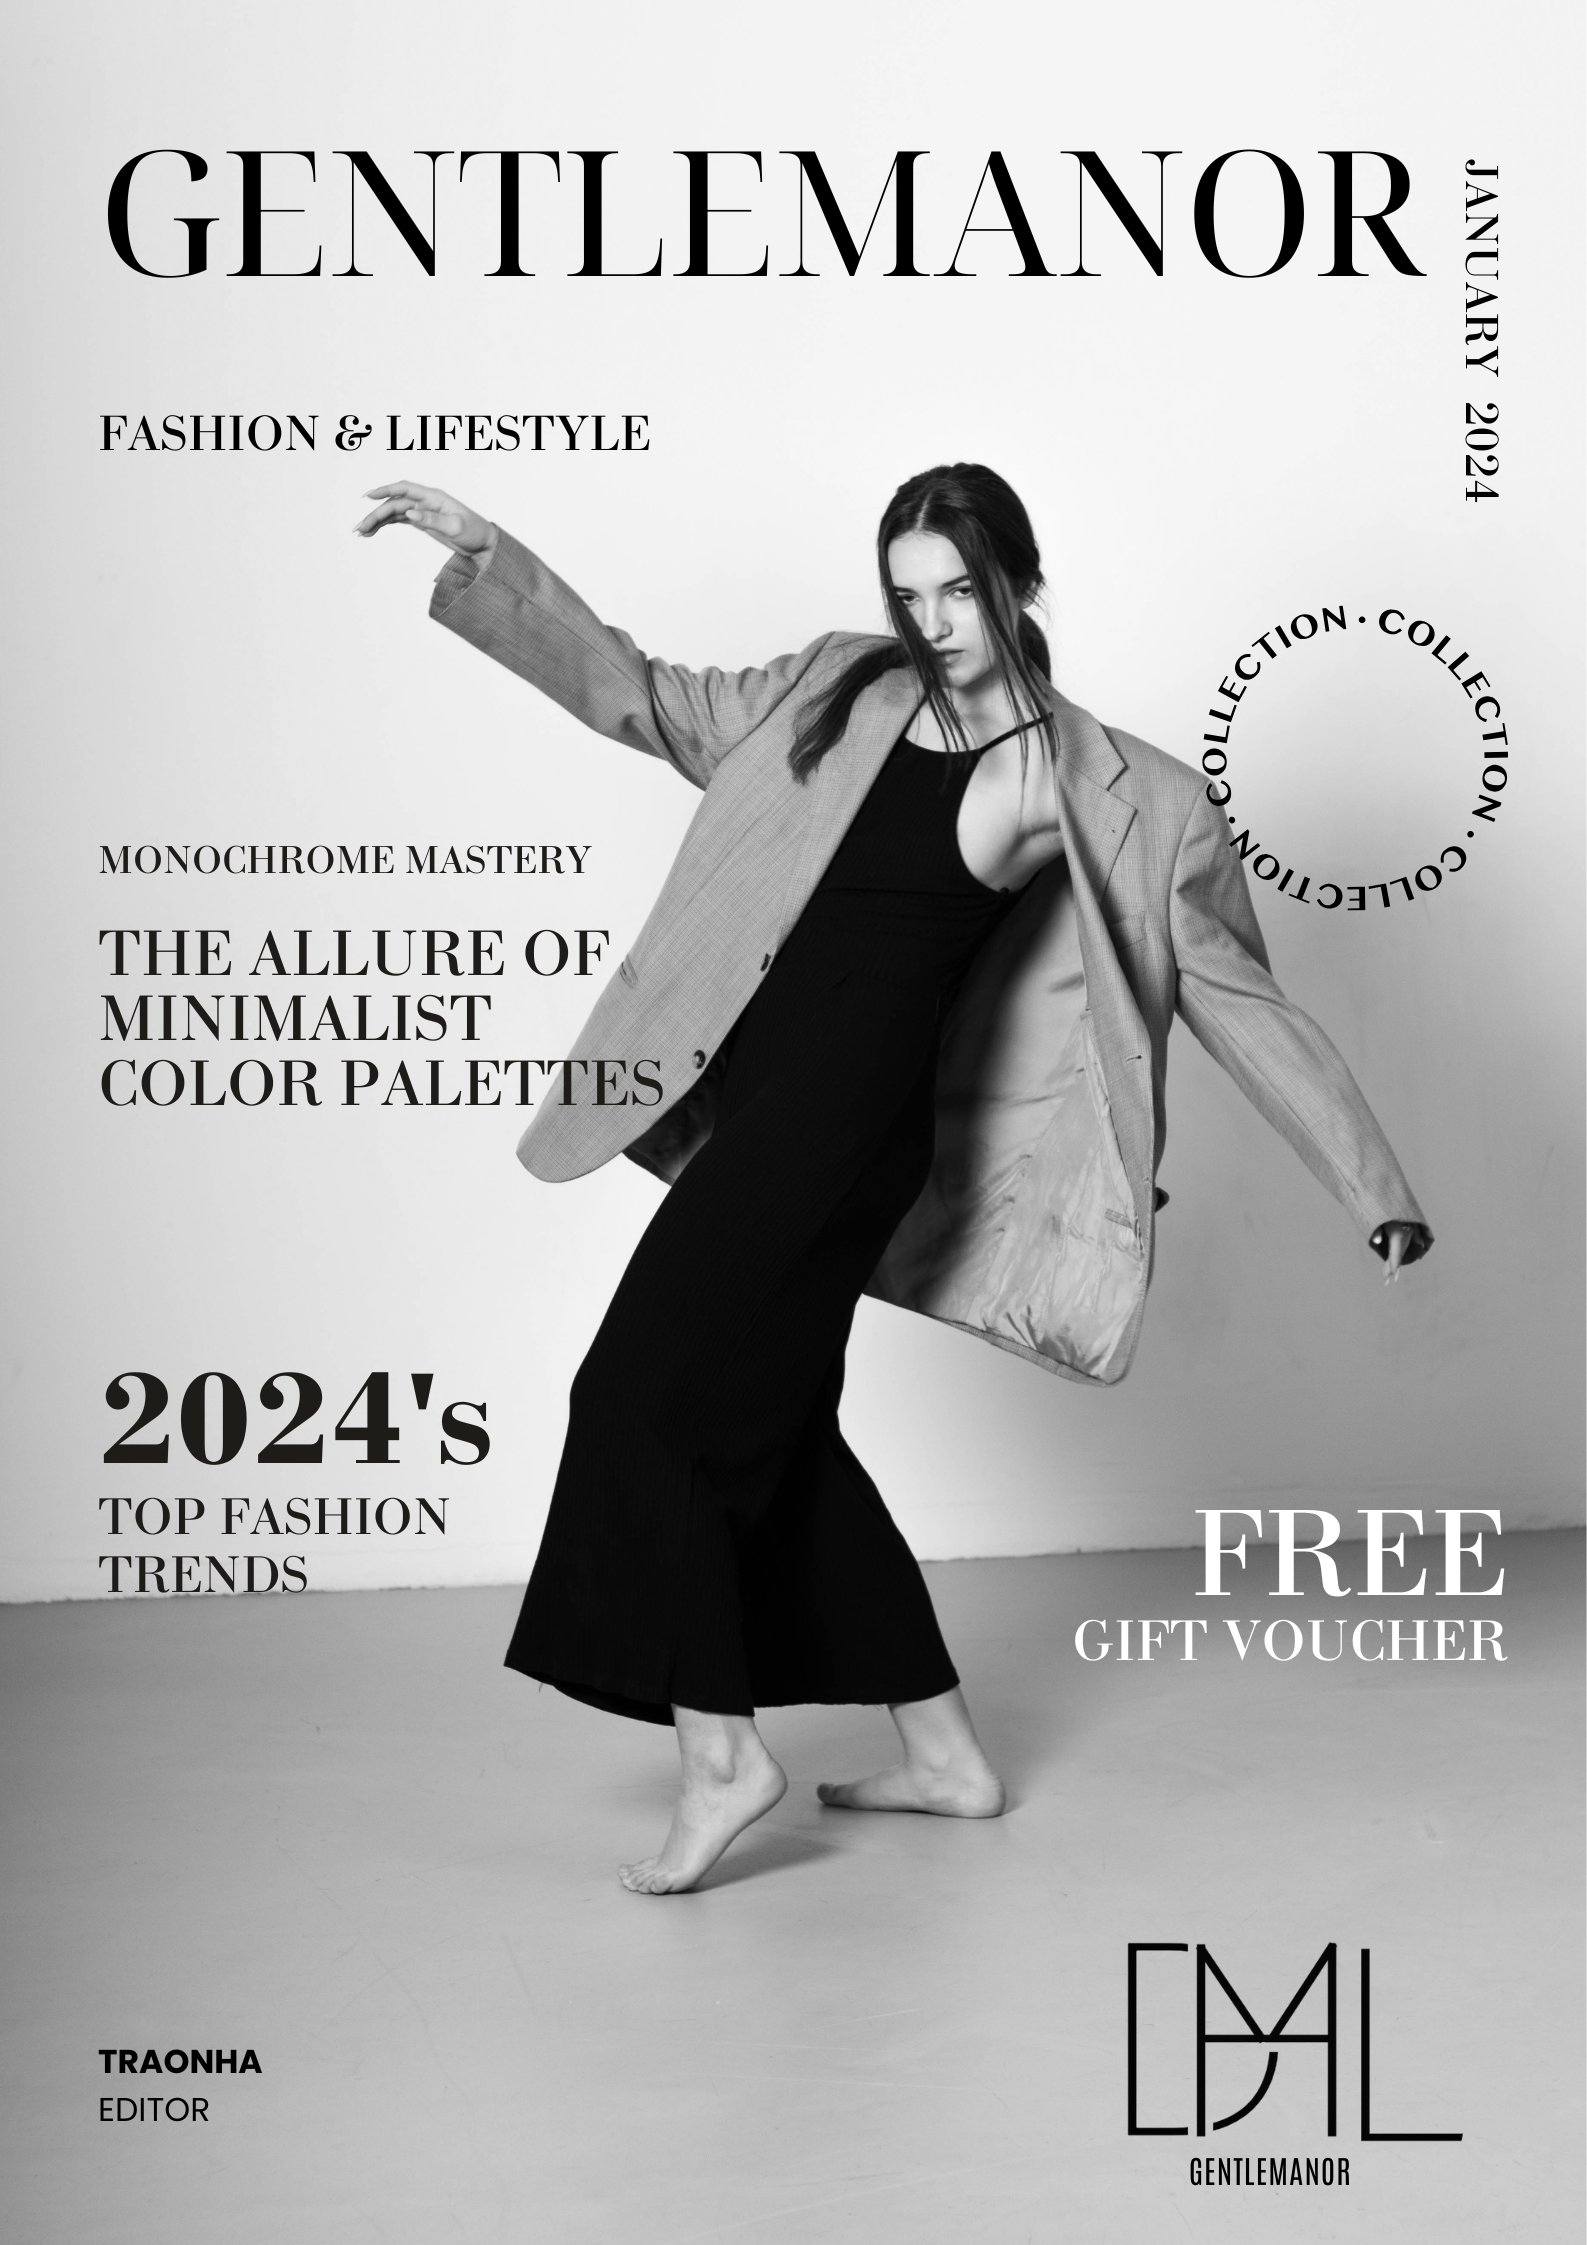 GENTLEMANOR
JANUARY 2024
FASHION & LIFESTYLE
COLLECTION · COLLECTION · COLLECTION ·
MONOCHROME MASTERY
THE ALLURE OF
MINIMALIST
COLOR PALETTES
2024's
TOP FASHION
TRENDS
FREE
GIFT VOUCHER
TRAONHA
EDITOR
GENTLEMANOR